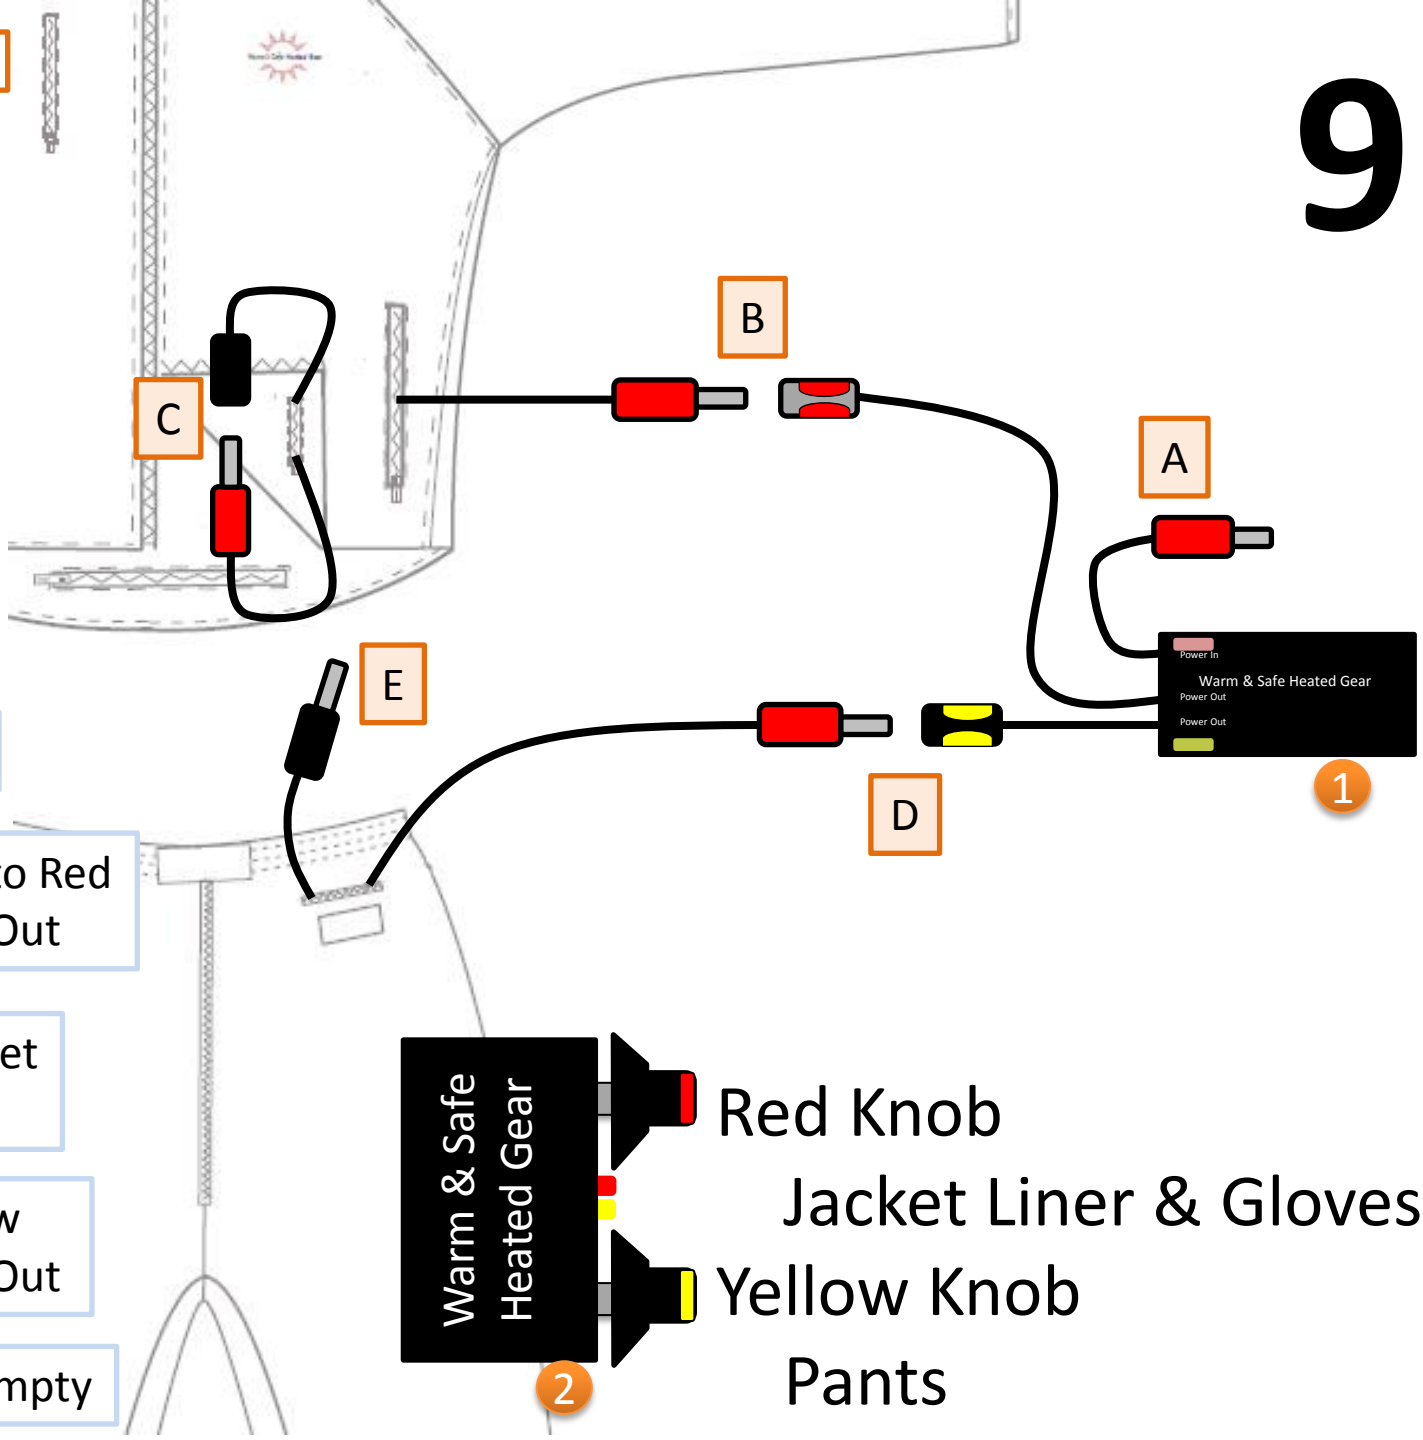 9
B
C
A
E
Power In
Warm & Safe Heated Gear
Power Out
Power Out
1
D
to Red
Out
et
w
Out
mpty
Warm & Safe
Heated Gear
2
Red Knob
Jacket Liner & Gloves
Yellow Knob
Pants